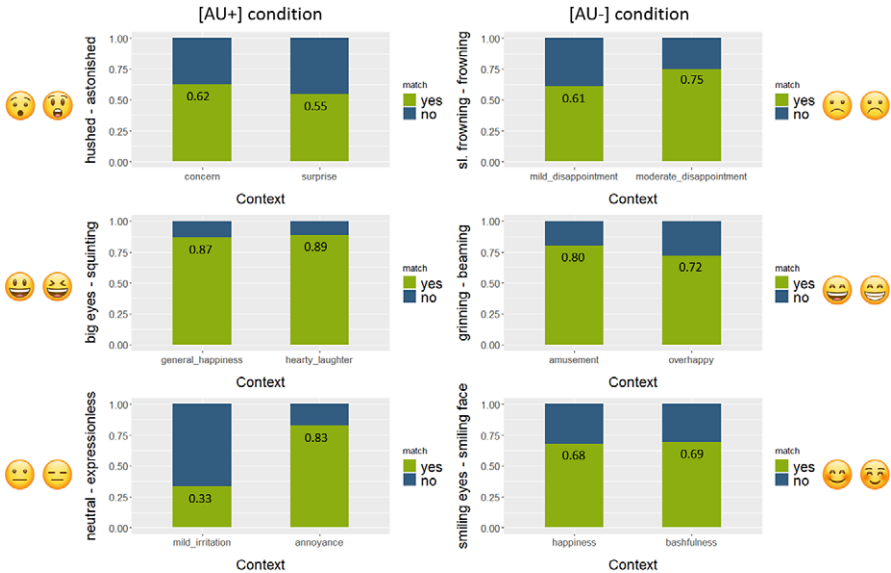 [AU+] condition
[AU-] condition
hushed - astonished
1.00
0.75
0.50
0.25
0.00
0.62
0.55
concern
surprise
Context
match
yes
no
sl. frowning - frowning
1.00
0.75
0.50
0.25
0.00
0.61
0.75
mild_disappointment
moderate_disappointment
Context
match
yes
no
big eyes - squinting
1.00
0.75
0.50
0.25
0.00
0.87
0.89
general_happiness
hearty_laughter
Context
match
yes
no
grinning - beaming
1.00
0.75
0.50
0.25
0.00
0.80
0.72
amusement
overhappy
Context
match
yes
no
neutral - expressionless
1.00
0.75
0.50
0.25
0.00
0.33
0.83
mild_irritation
annoyance
Context
match
yes
no
smiling eyes - smiling face
1.00
0.75
0.50
0.25
0.00
0.68
0.69
happiness
bashfulness
Context
match
yes
no